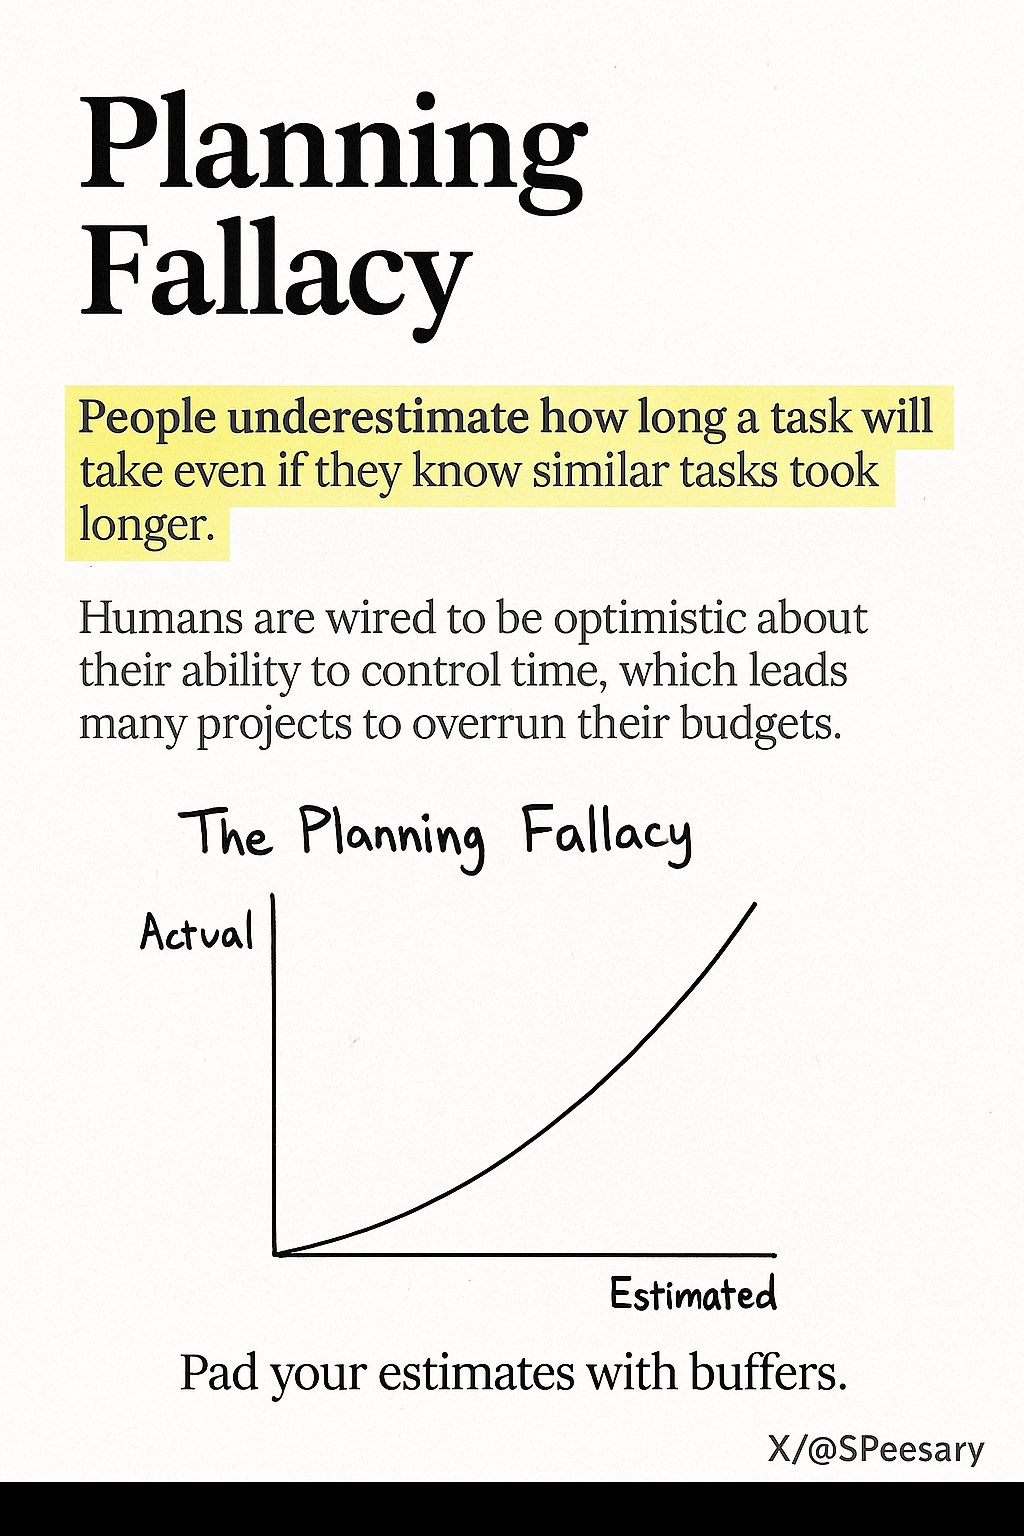 Planning
Fallacy
People underestimate how long a task will
take even if they know similar tasks took
longer.
Humans are wired to be optimistic about
their ability to control time, which leads
many projects to overrun their budgets.
The Planning Fallacy
Actual
Estimated
Pad your estimates with buffers.
X/@SPeesary